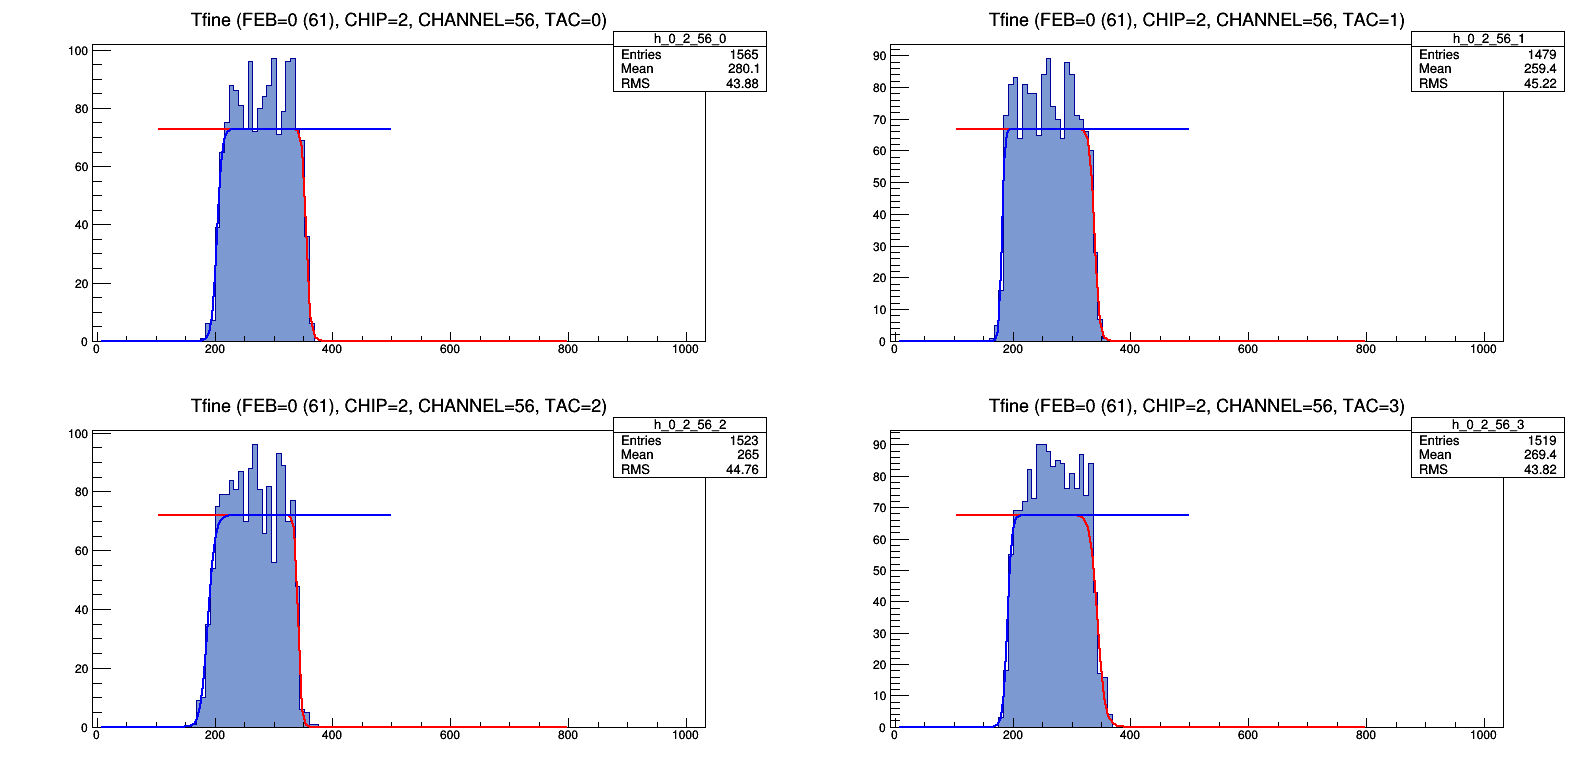 Tfine (FEB=0 (61), CHIP=2, CHANNEL=56, TAC=0)
h_0_2_56_0
Entries 1565
Mean 280.1
RMS 43.88
100
80
60
40
20
0
0 200 400 600 800 1000
Tfine (FEB=0 (61), CHIP=2, CHANNEL=56, TAC=1)
h_0_2_56_1
Entries 1479
Mean 259.4
RMS 45.22
90
80
70
60
50
40
30
20
10
0
0 200 400 600 800 1000
Tfine (FEB=0 (61), CHIP=2, CHANNEL=56, TAC=2)
h_0_2_56_2
Entries 1523
Mean 265
RMS 44.76
100
80
60
40
20
0
0 200 400 600 800 1000
Tfine (FEB=0 (61), CHIP=2, CHANNEL=56, TAC=3)
h_0_2_56_3
Entries 1519
Mean 269.4
RMS 43.82
90
80
70
60
50
40
30
20
10
0
0 200 400 600 800 1000